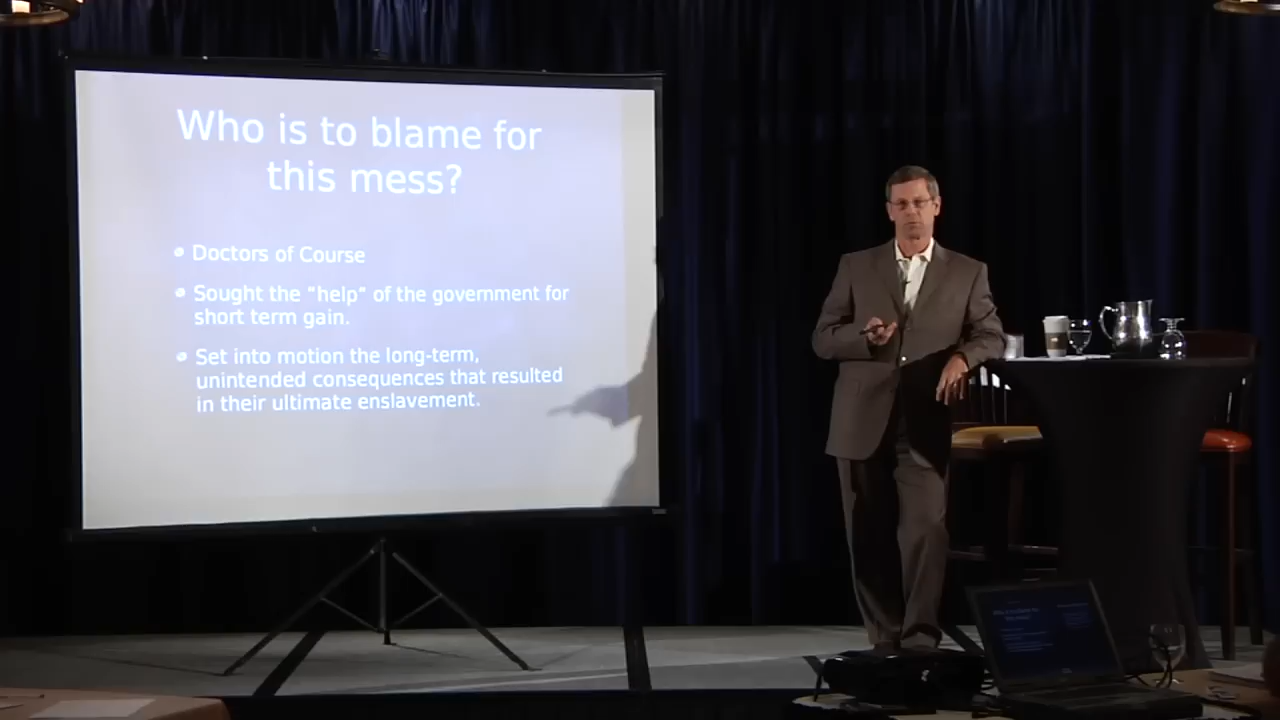 Who is to blame for
this mess?
• Doctors of Course
• Sought the "help" of the government for
short term gain.
• Set into motion the long-term,
unintended consequences that resulted
in their ultimate enslavement.